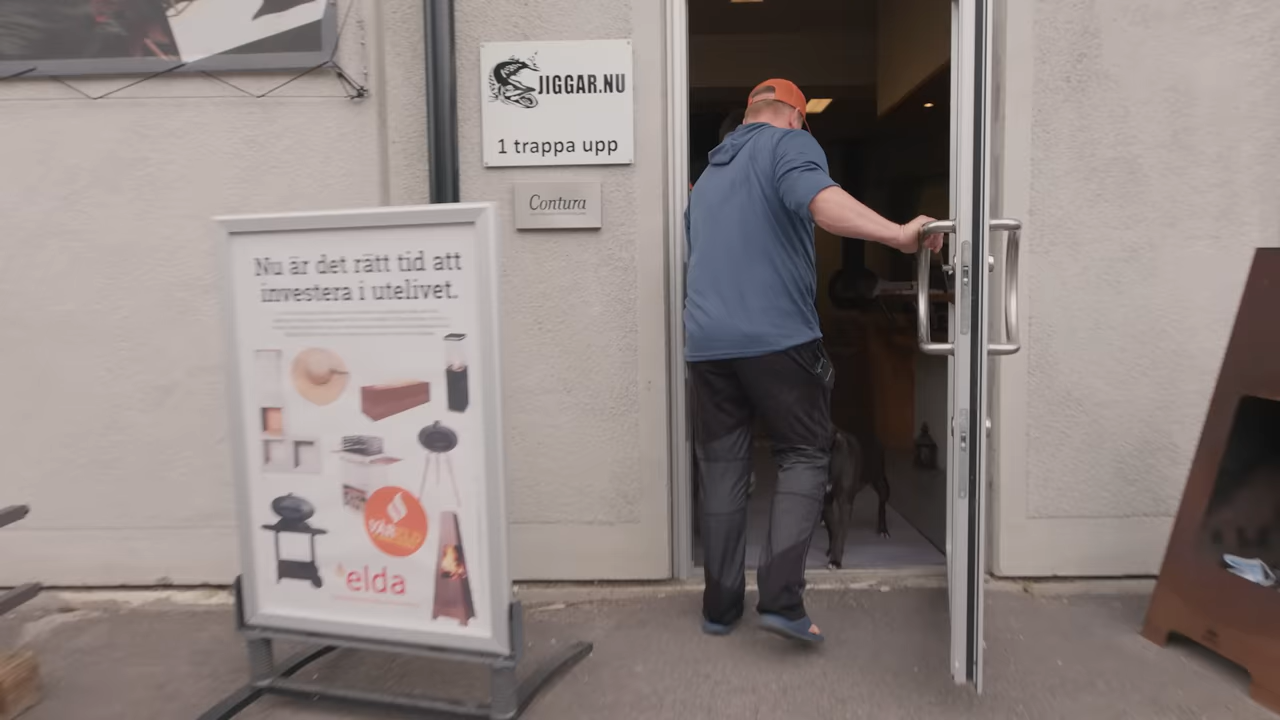 JIGGAR.NU
1 trappa upp
Contura
Nu är det rätt tid att
investera i utelivet.
elda